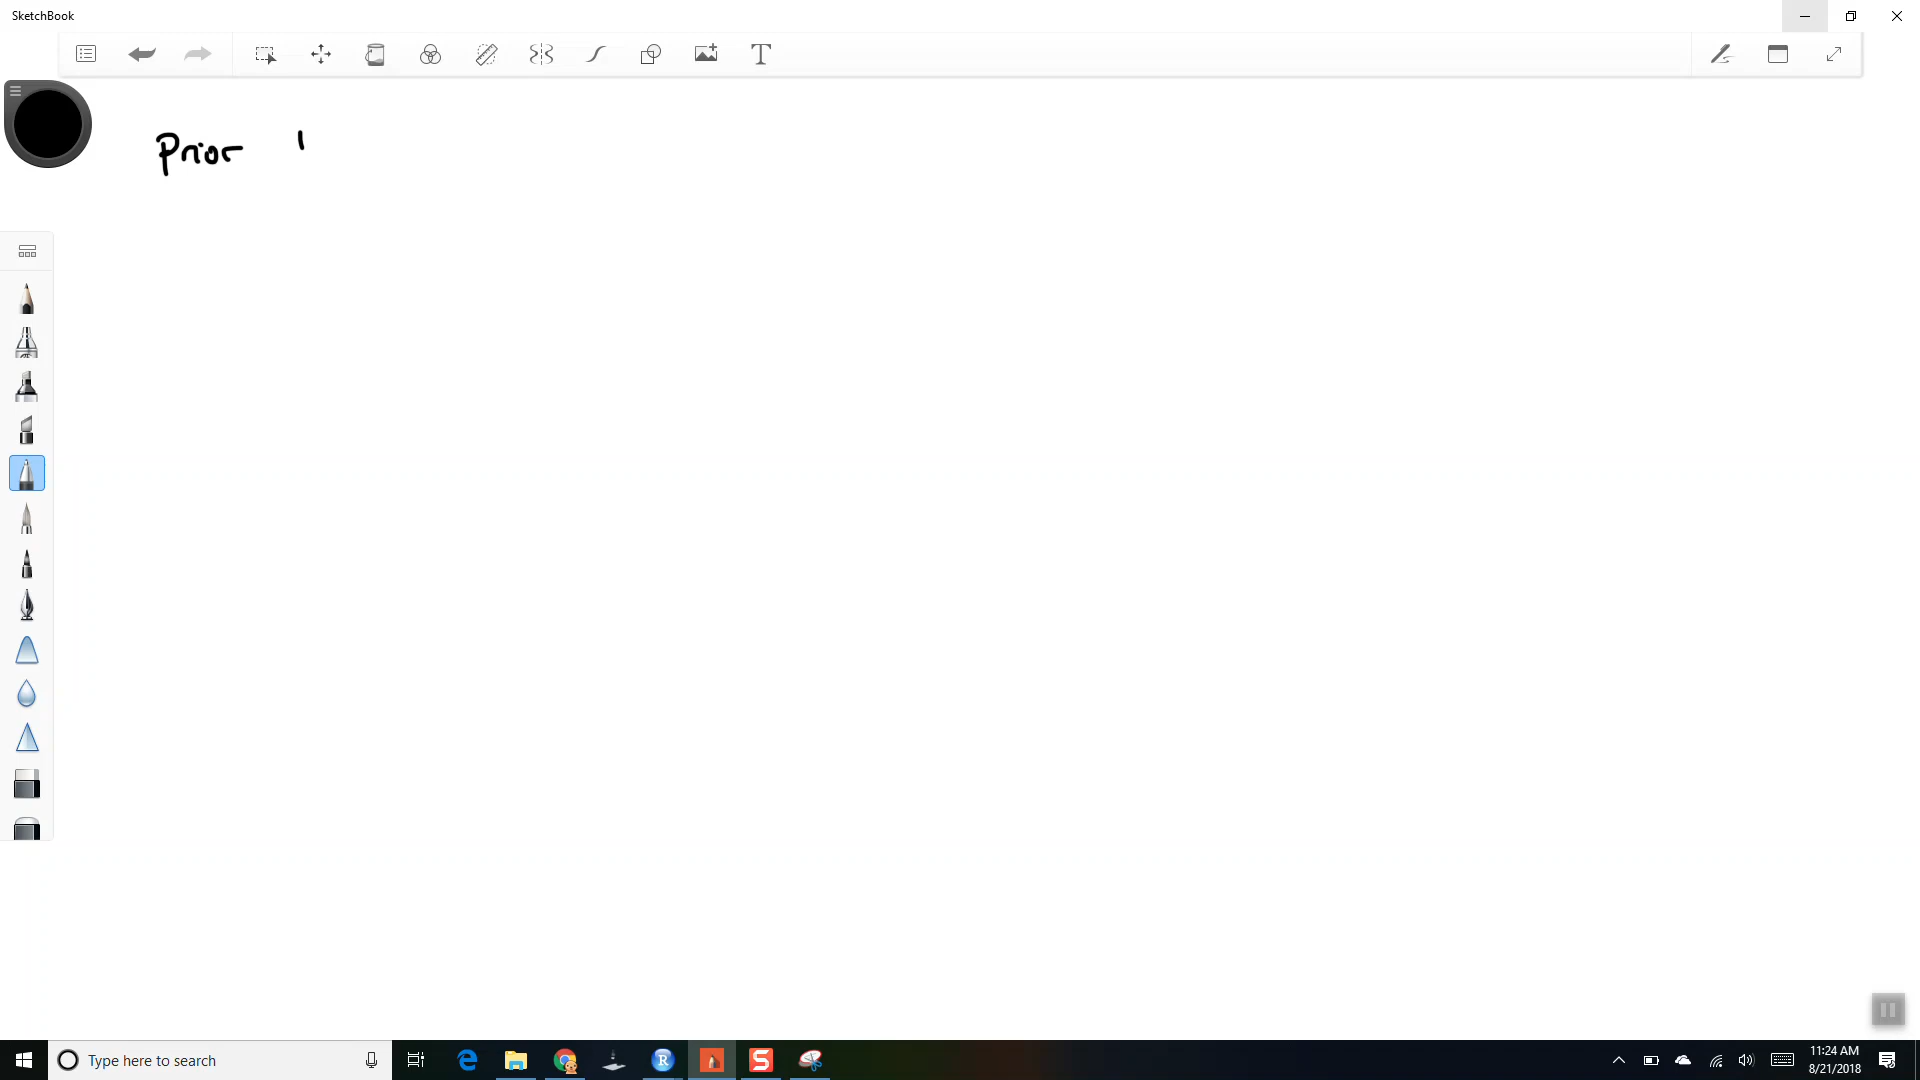 SketchBook
T
Prior I
Type here to search
11:24 AM
8/21/2018